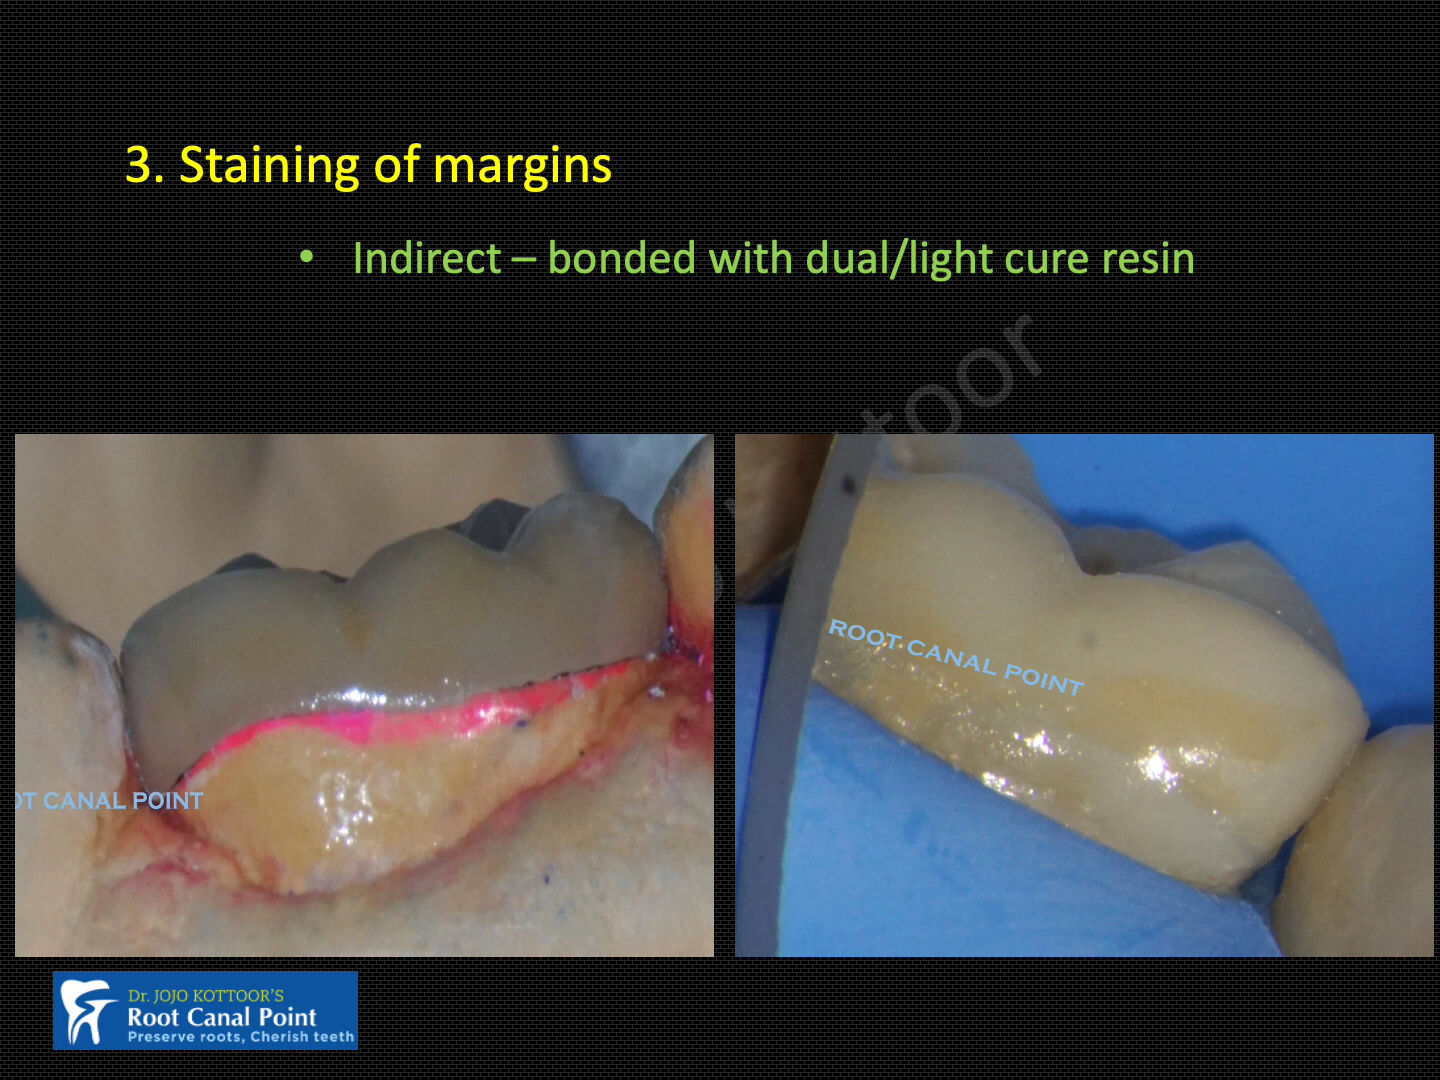 3. Staining of margins
• Indirect – bonded with dual/light cure resin
ROOT CANAL POINT
CANAL POINT
Dr. JOJO KOTTOOR'S
Root Canal Point
Preserve roots, Cherish teeth